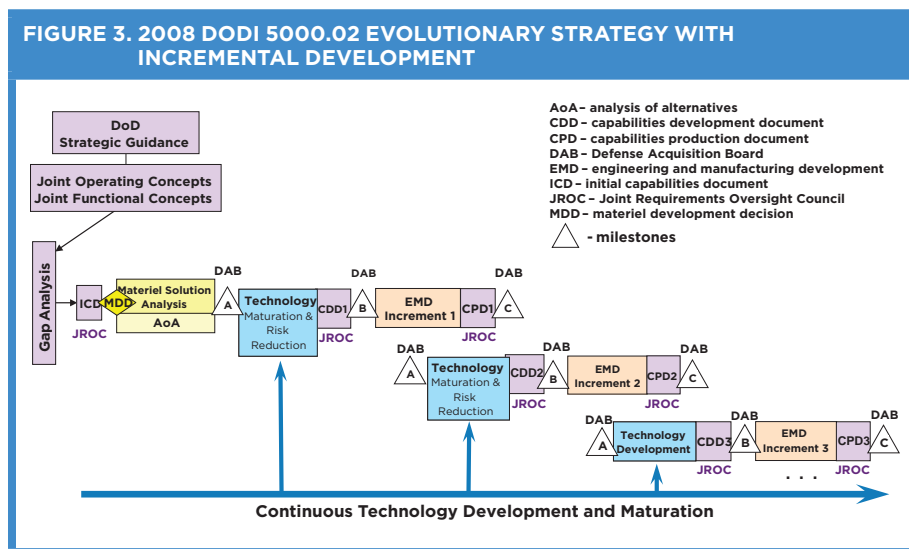 FIGURE 3. 2008 DODI 5000.02 EVOLUTIONARY STRATEGY WITH
INCREMENTAL DEVELOPMENT
AoA – analysis of alternatives
CDD – capabilities development document
CPD – capabilities production document
DAB – Defense Acquisition Board
EMD – engineering and manufacturing development
ICD – initial capabilities document
JROC – Joint Requirements Oversight Council
MDD – materiel development decision
- milestones
DoD
Strategic Guidance
Joint Operating Concepts
Joint Functional Concepts
Gap Analysis
ICD
JROC
MDD
Materiel Solution
Analysis
AoA
DAB
A
Technology
Maturation &
Risk
Reduction
CDD1
JROC
DAB
B
EMD
Increment 1
CPD1
JROC
DAB
C
DAB
A
Technology
Maturation &
Risk
Reduction
CDD2
JROC
DAB
B
EMD
Increment 2
CPD2
JROC
DAB
C
DAB
A
Technology
Development
CDD3
JROC
DAB
B
EMD
Increment 3
CPD3
JROC
DAB
C
. . .
Continuous Technology Development and Maturation